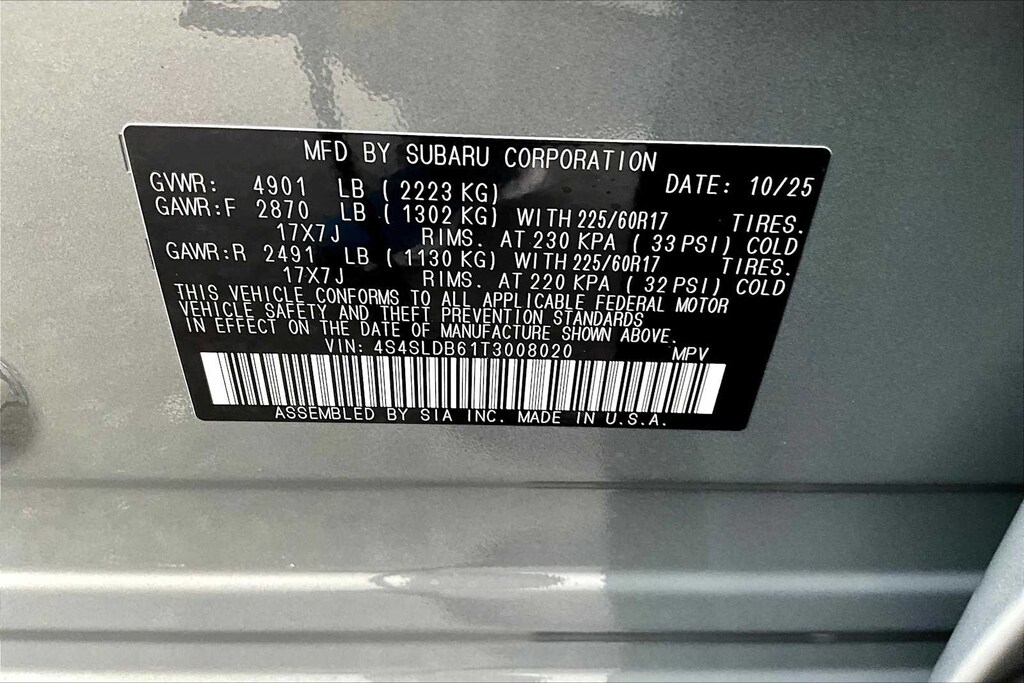 MFD BY SUBARU CORPORATION
GVWR: 4901 LB ( 2223 KG) DATE: 10/25
GAWR:F 2870 LB ( 1302 KG) WITH 225/60R17 TIRES.
17X7J RIMS. AT 230 KPA ( 33 PSI) COLD
GAWR:R 2491 LB ( 1130 KG) WITH 225/60R17 TIRES.
17X7J RIMS. AT 220 KPA ( 32 PSI) COLD
THIS VEHICLE CONFORMS TO ALL APPLICABLE FEDERAL MOTOR
VEHICLE SAFETY AND THEFT PREVENTION STANDARDS
IN EFFECT ON THE DATE OF MANUFACTURE SHOWN ABOVE.
VIN: 4S4SLDB61T3008020 MPV
ASSEMBLED BY SIA INC. MADE IN U.S.A.